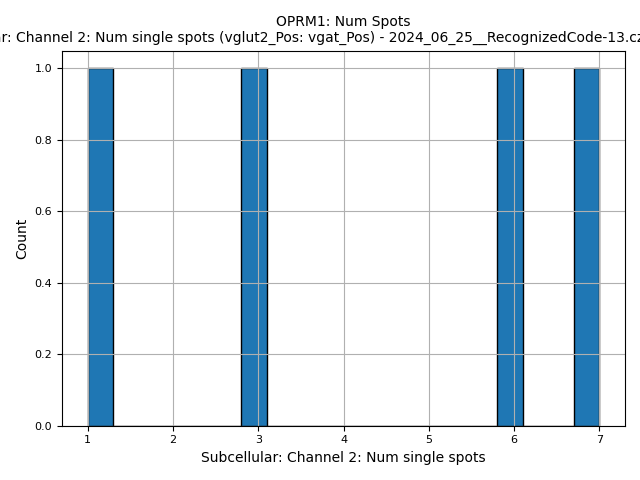 OPRM1: Num Spots
r: Channel 2: Num single spots (vglut2_Pos: vgat_Pos) - 2024_06_25__RecognizedCode-13.cz
1.0
0.8
0.6
0.4
0.2
0.0
Count
1 2 3 4 5 6 7
Subcellular: Channel 2: Num single spots